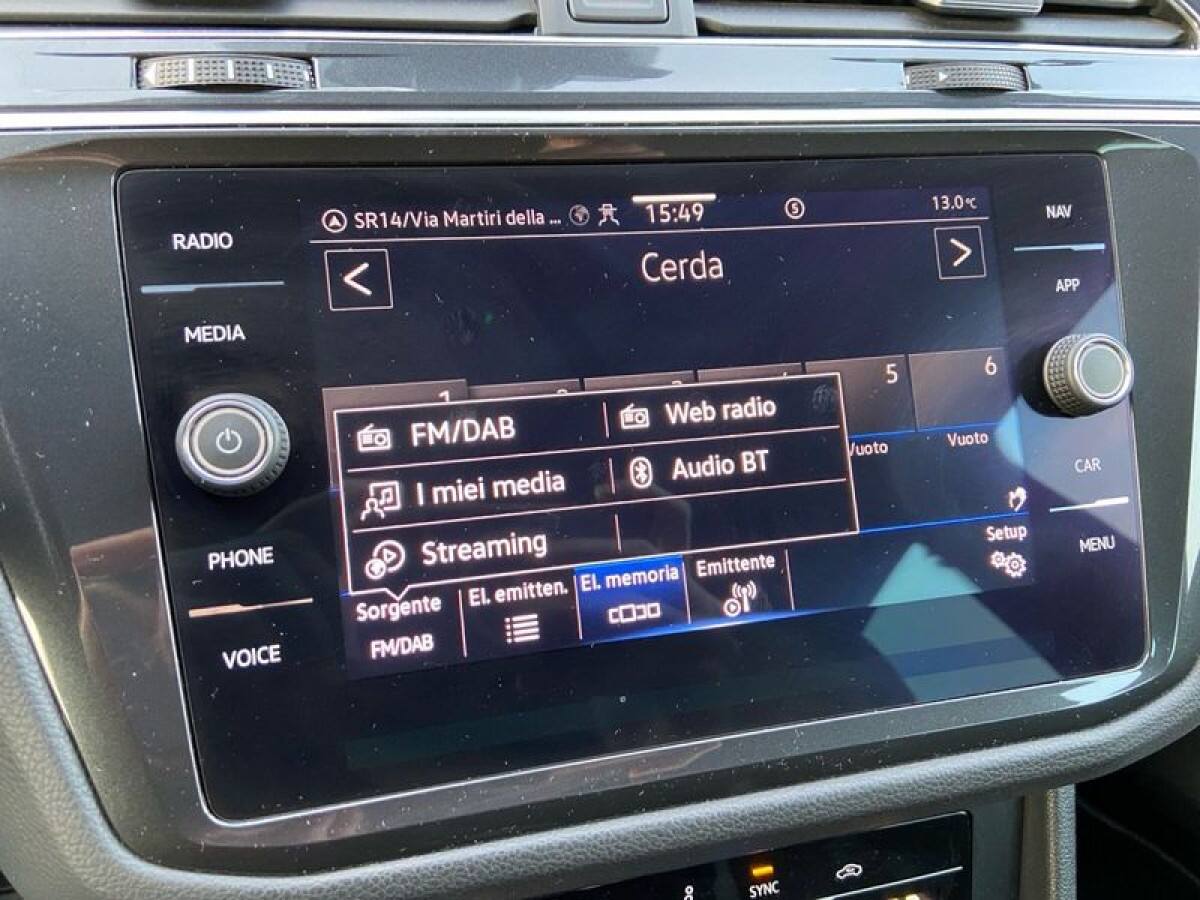 RADIO
MEDIA
PHONE
VOICE
SR14/Via Martiri della ... 15:49 5 13.0°C
< Cerda >
5 6
Vuoto
FM/DAB Web radio
I miei media Audio BT
Streaming
Sorgente El. emitten. El. memoria Emittente Setup
FM/DAB
NAV
APP
CAR
MENU
SYNC